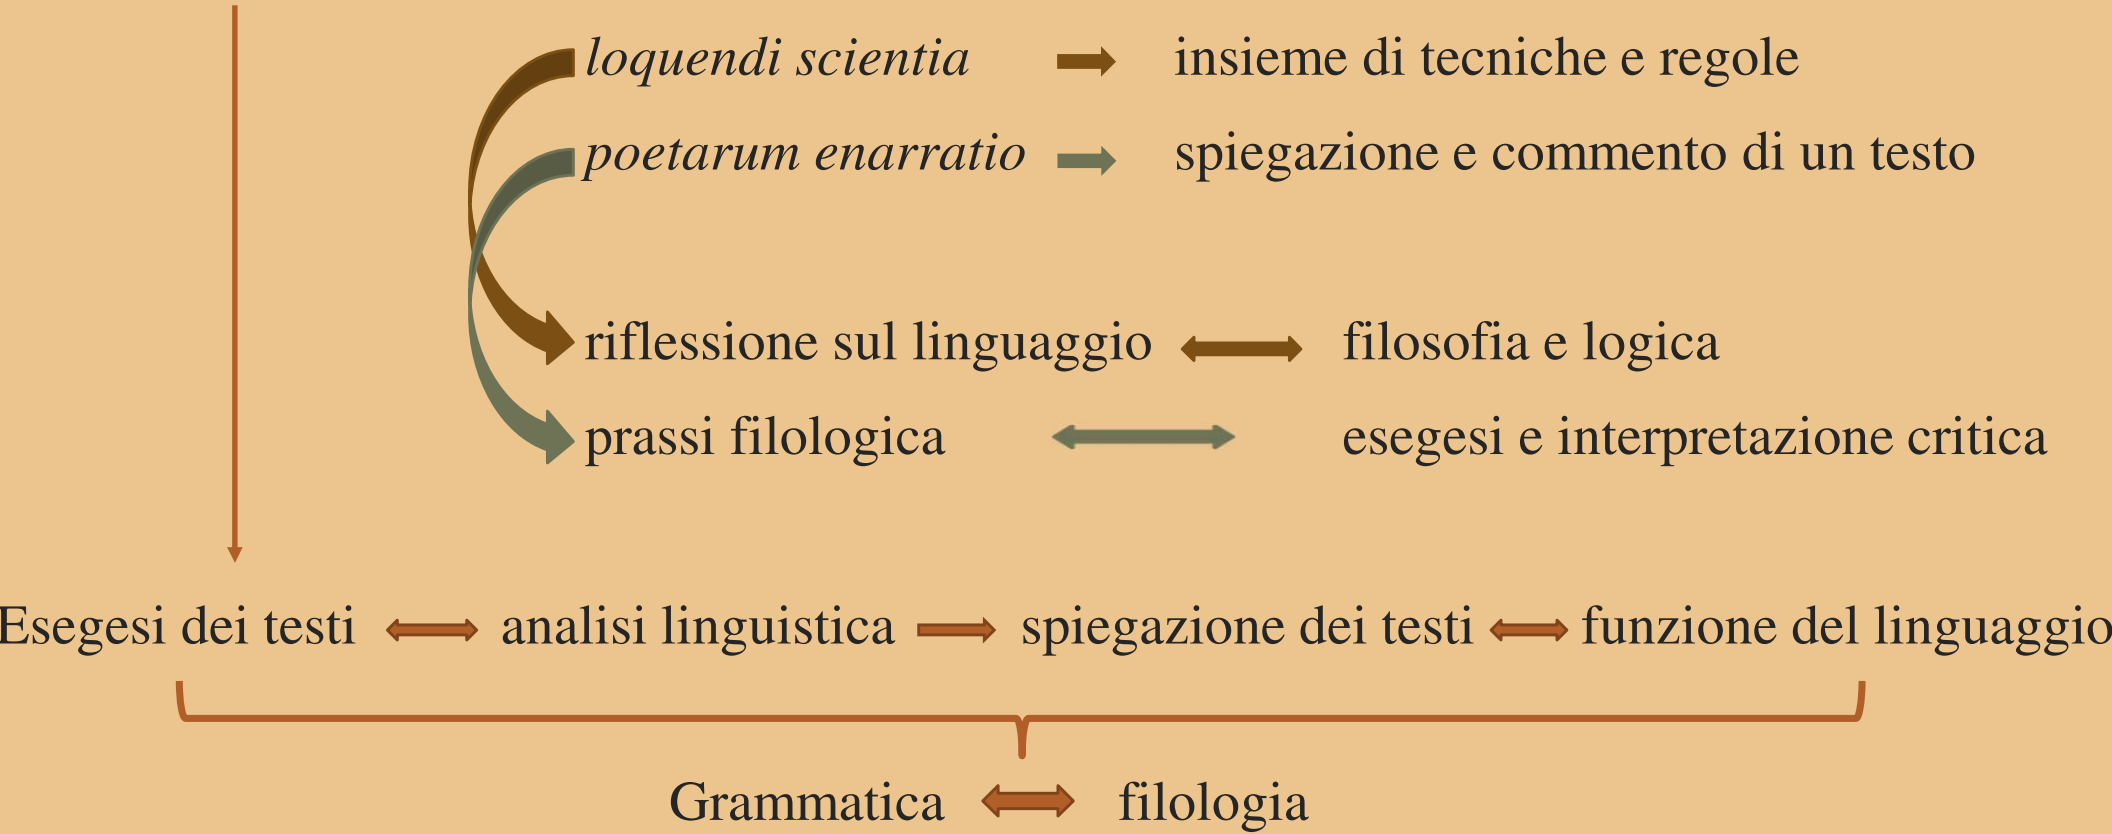 loquendi scientia insieme di tecniche e regole
poetarum enarratio spiegazione e commento di un testo
riflessione sul linguaggio filosofia e logica
prassi filologica esegesi e interpretazione critica
Esegesi dei testi analisi linguistica spiegazione dei testi funzione del linguaggio
Grammatica filologia